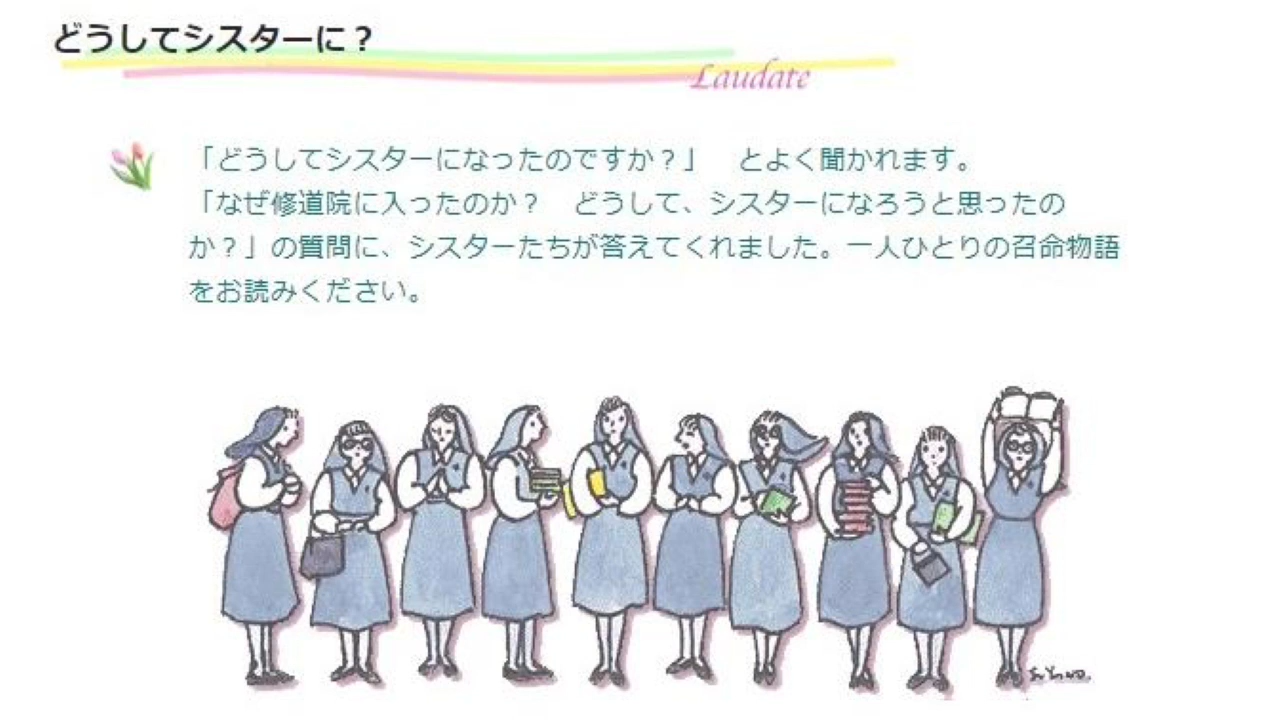 どうしてシスターに？
Laudate
「どうしてシスターになったのですか？」　とよく聞かれます。
「なぜ修道院に入ったのか？　どうして、シスターになろうと思ったの
か？」の質問に、シスターたちが答えてくれました。一人ひとりの召命物語
をお読みください。